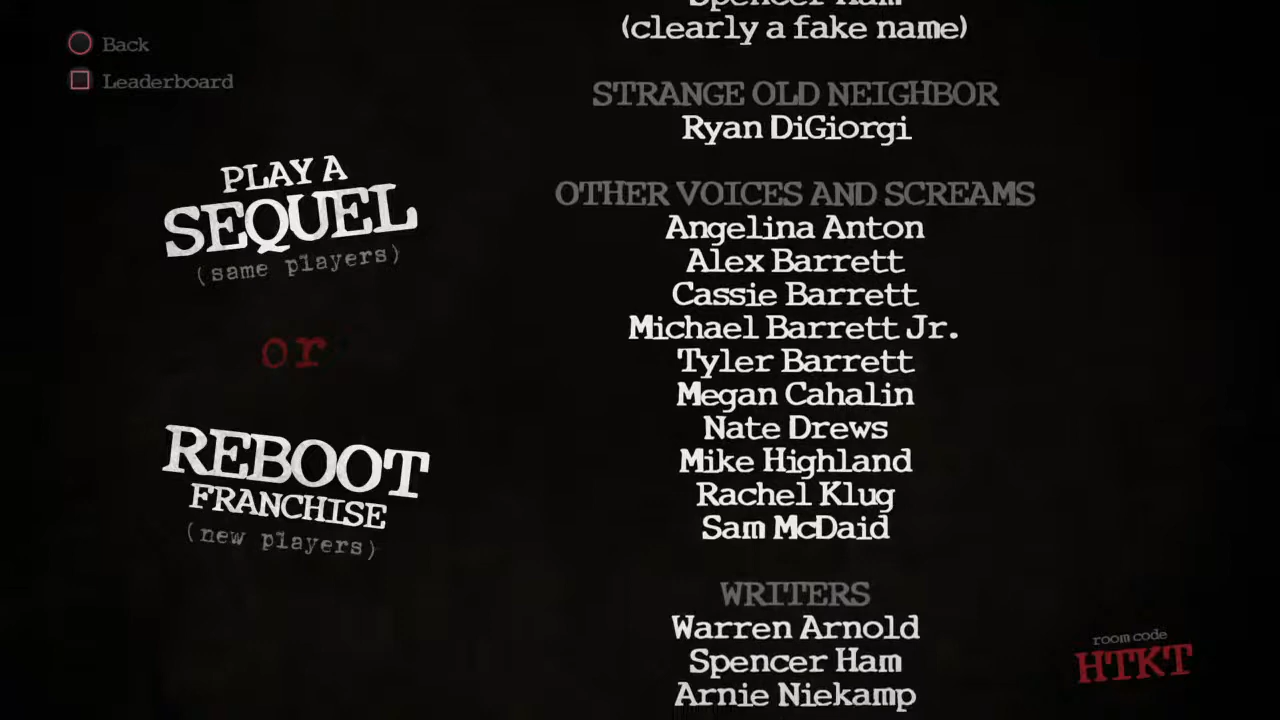 Back
Leaderboard
PLAY A
SEQUEL
(same players)
or
REBOOT
FRANCHISE
(new players)
Spencer Ham
(clearly a fake name)
STRANGE OLD NEIGHBOR
Ryan DiGiorgi
OTHER VOICES AND SCREAMS
Angelina Anton
Alex Barrett
Cassie Barrett
Michael Barrett Jr.
Tyler Barrett
Megan Cahalin
Nate Drews
Mike Highland
Rachel Klug
Sam McDaid
WRITERS
Warren Arnold
Spencer Ham
Arnie Niekamp
room code
HTKT